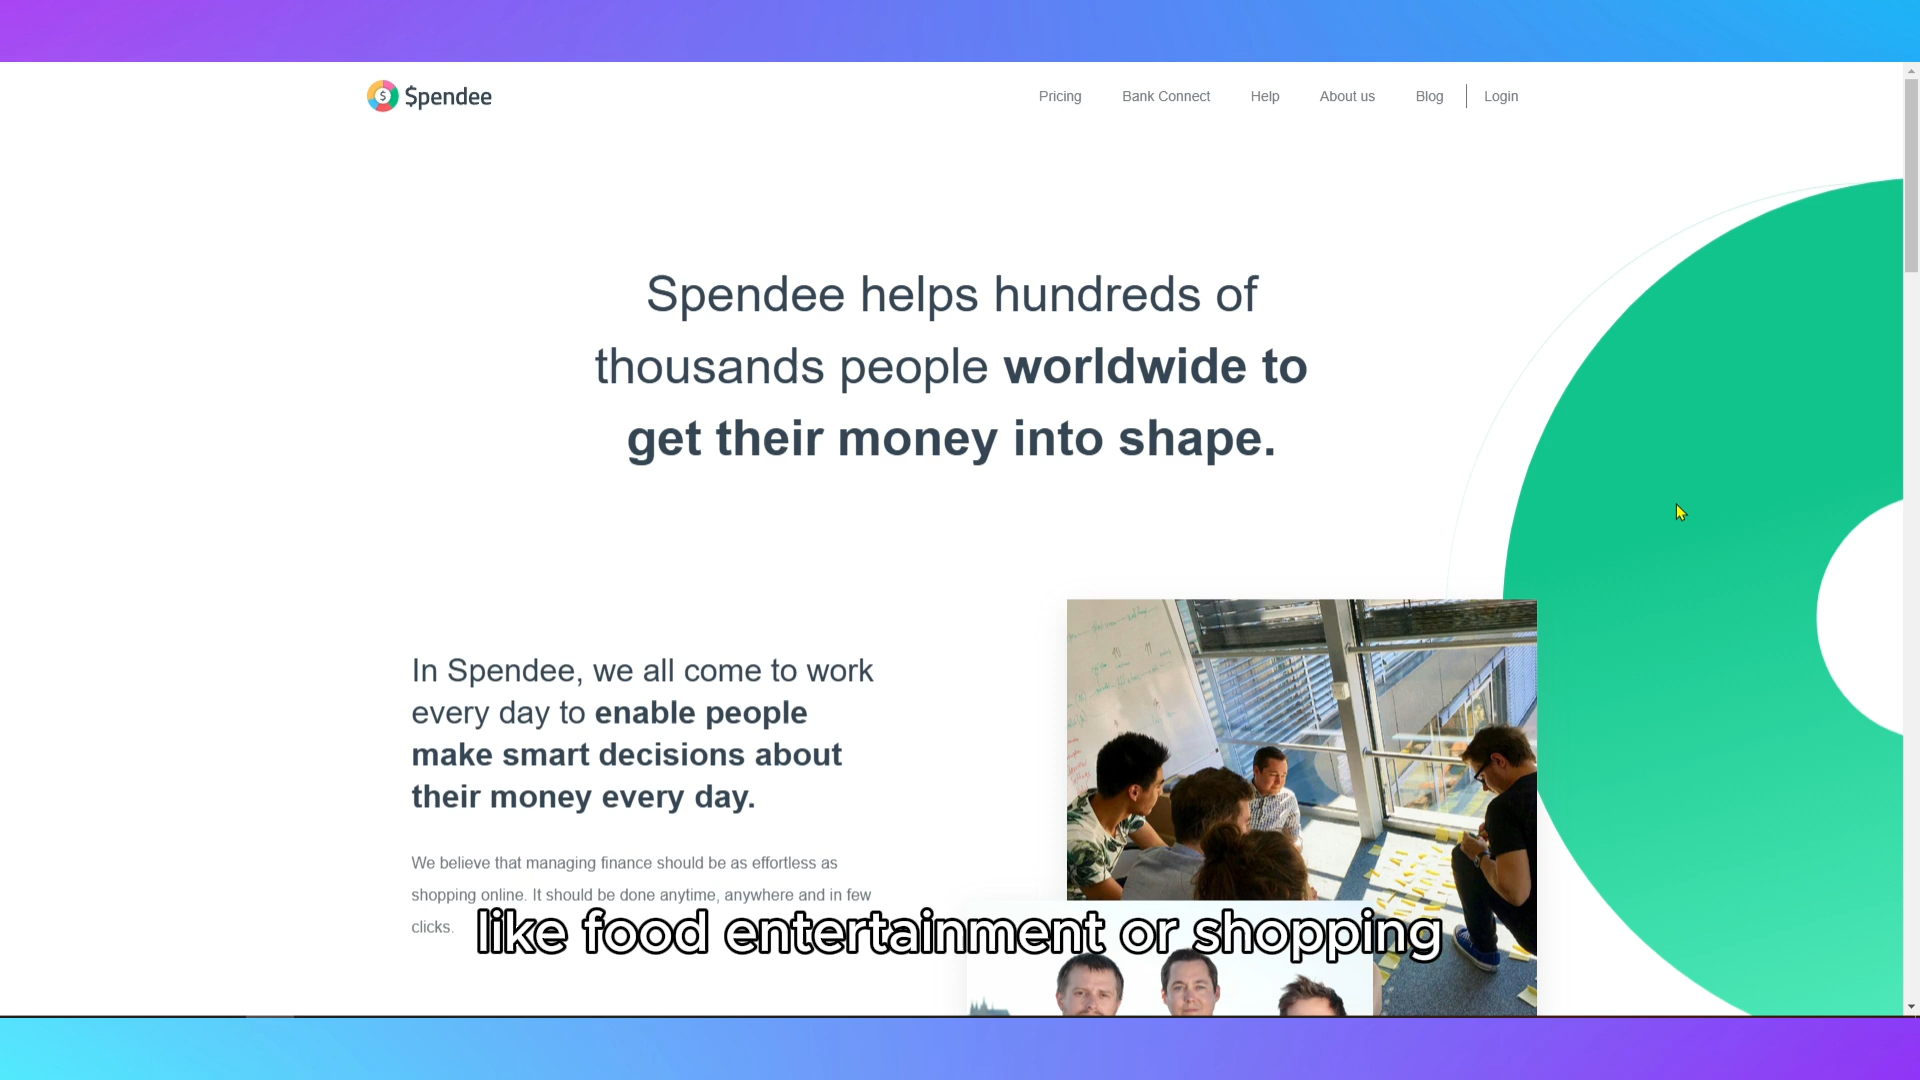 $pendee
Pricing
Bank Connect
Help
About us
Blog
Login
Spendee helps hundreds of
thousands people worldwide to
get their money into shape.
In Spendee, we all come to work
every day to enable people
make smart decisions about
their money every day.
We believe that managing finance should be as effortless as
shopping online. It should be done anytime, anywhere and in few
clicks.
like food entertainment or shopping